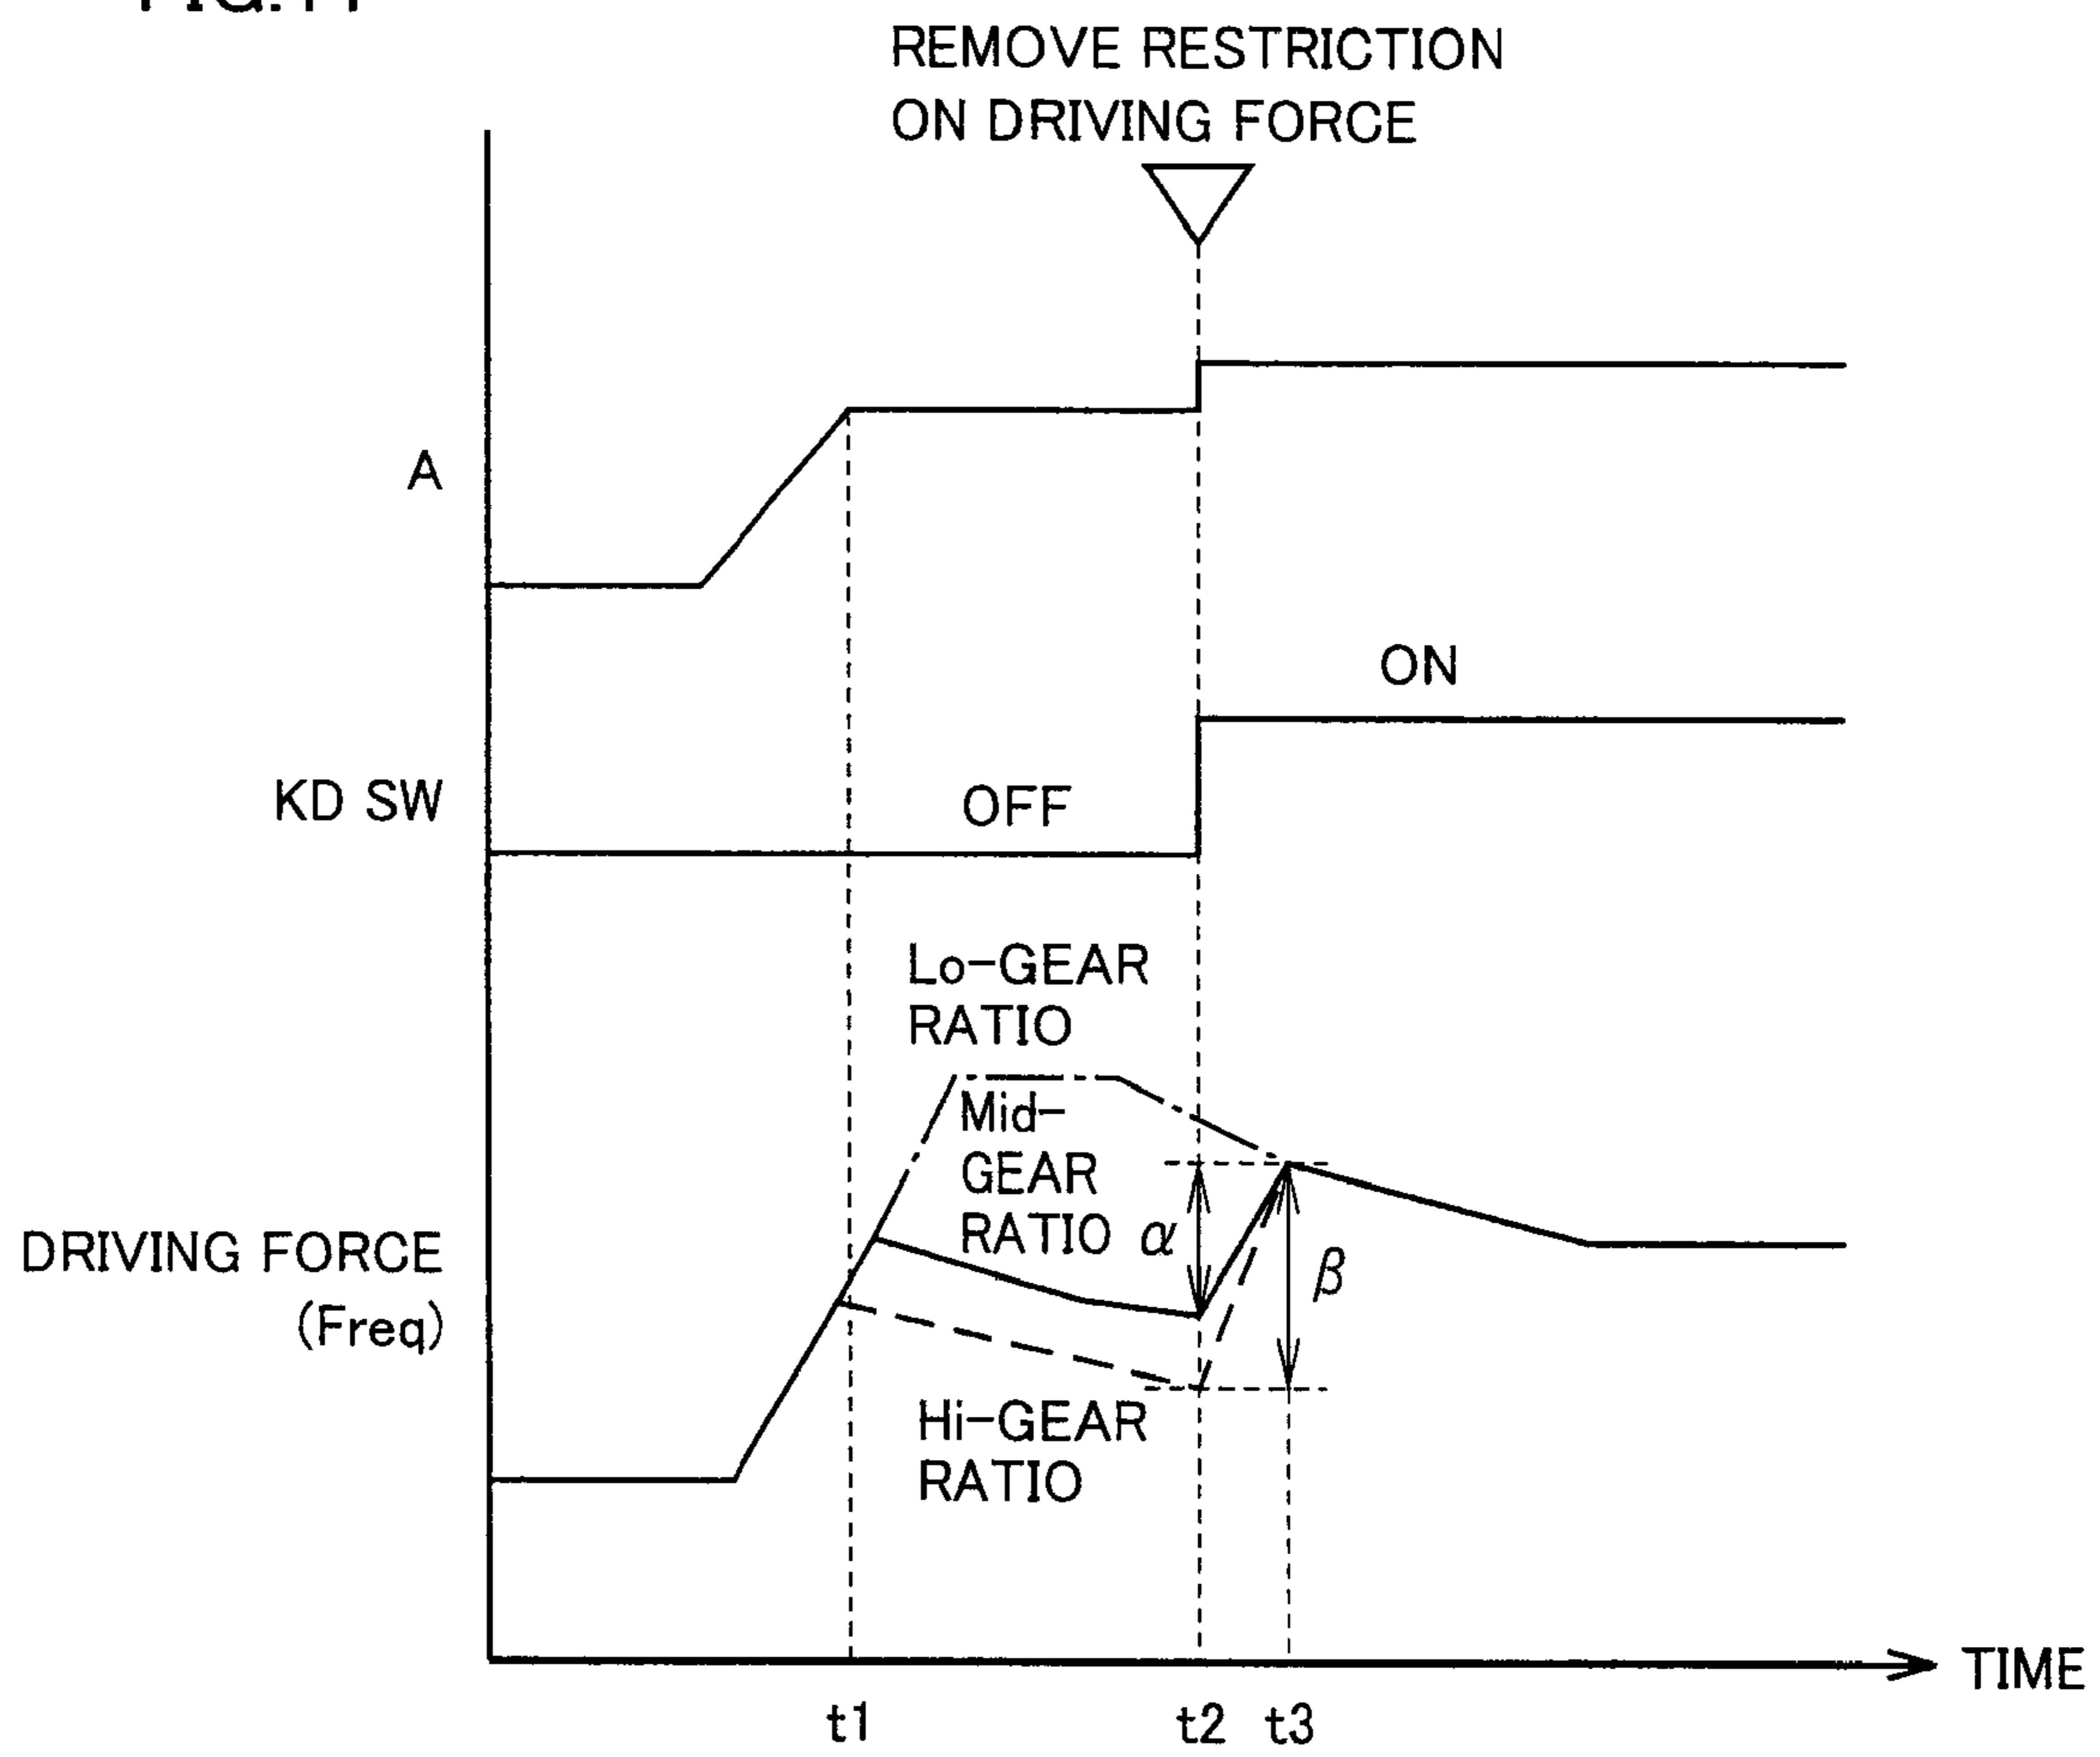 REMOVE RESTRICTION
ON DRIVING FORCE
A
ON
KD SW
OFF
Lo-GEAR
RATIO
Mid-
GEAR
RATIO
α
β
DRIVING FORCE
(Freq)
Hi-GEAR
RATIO
TIME
t1
t2
t3